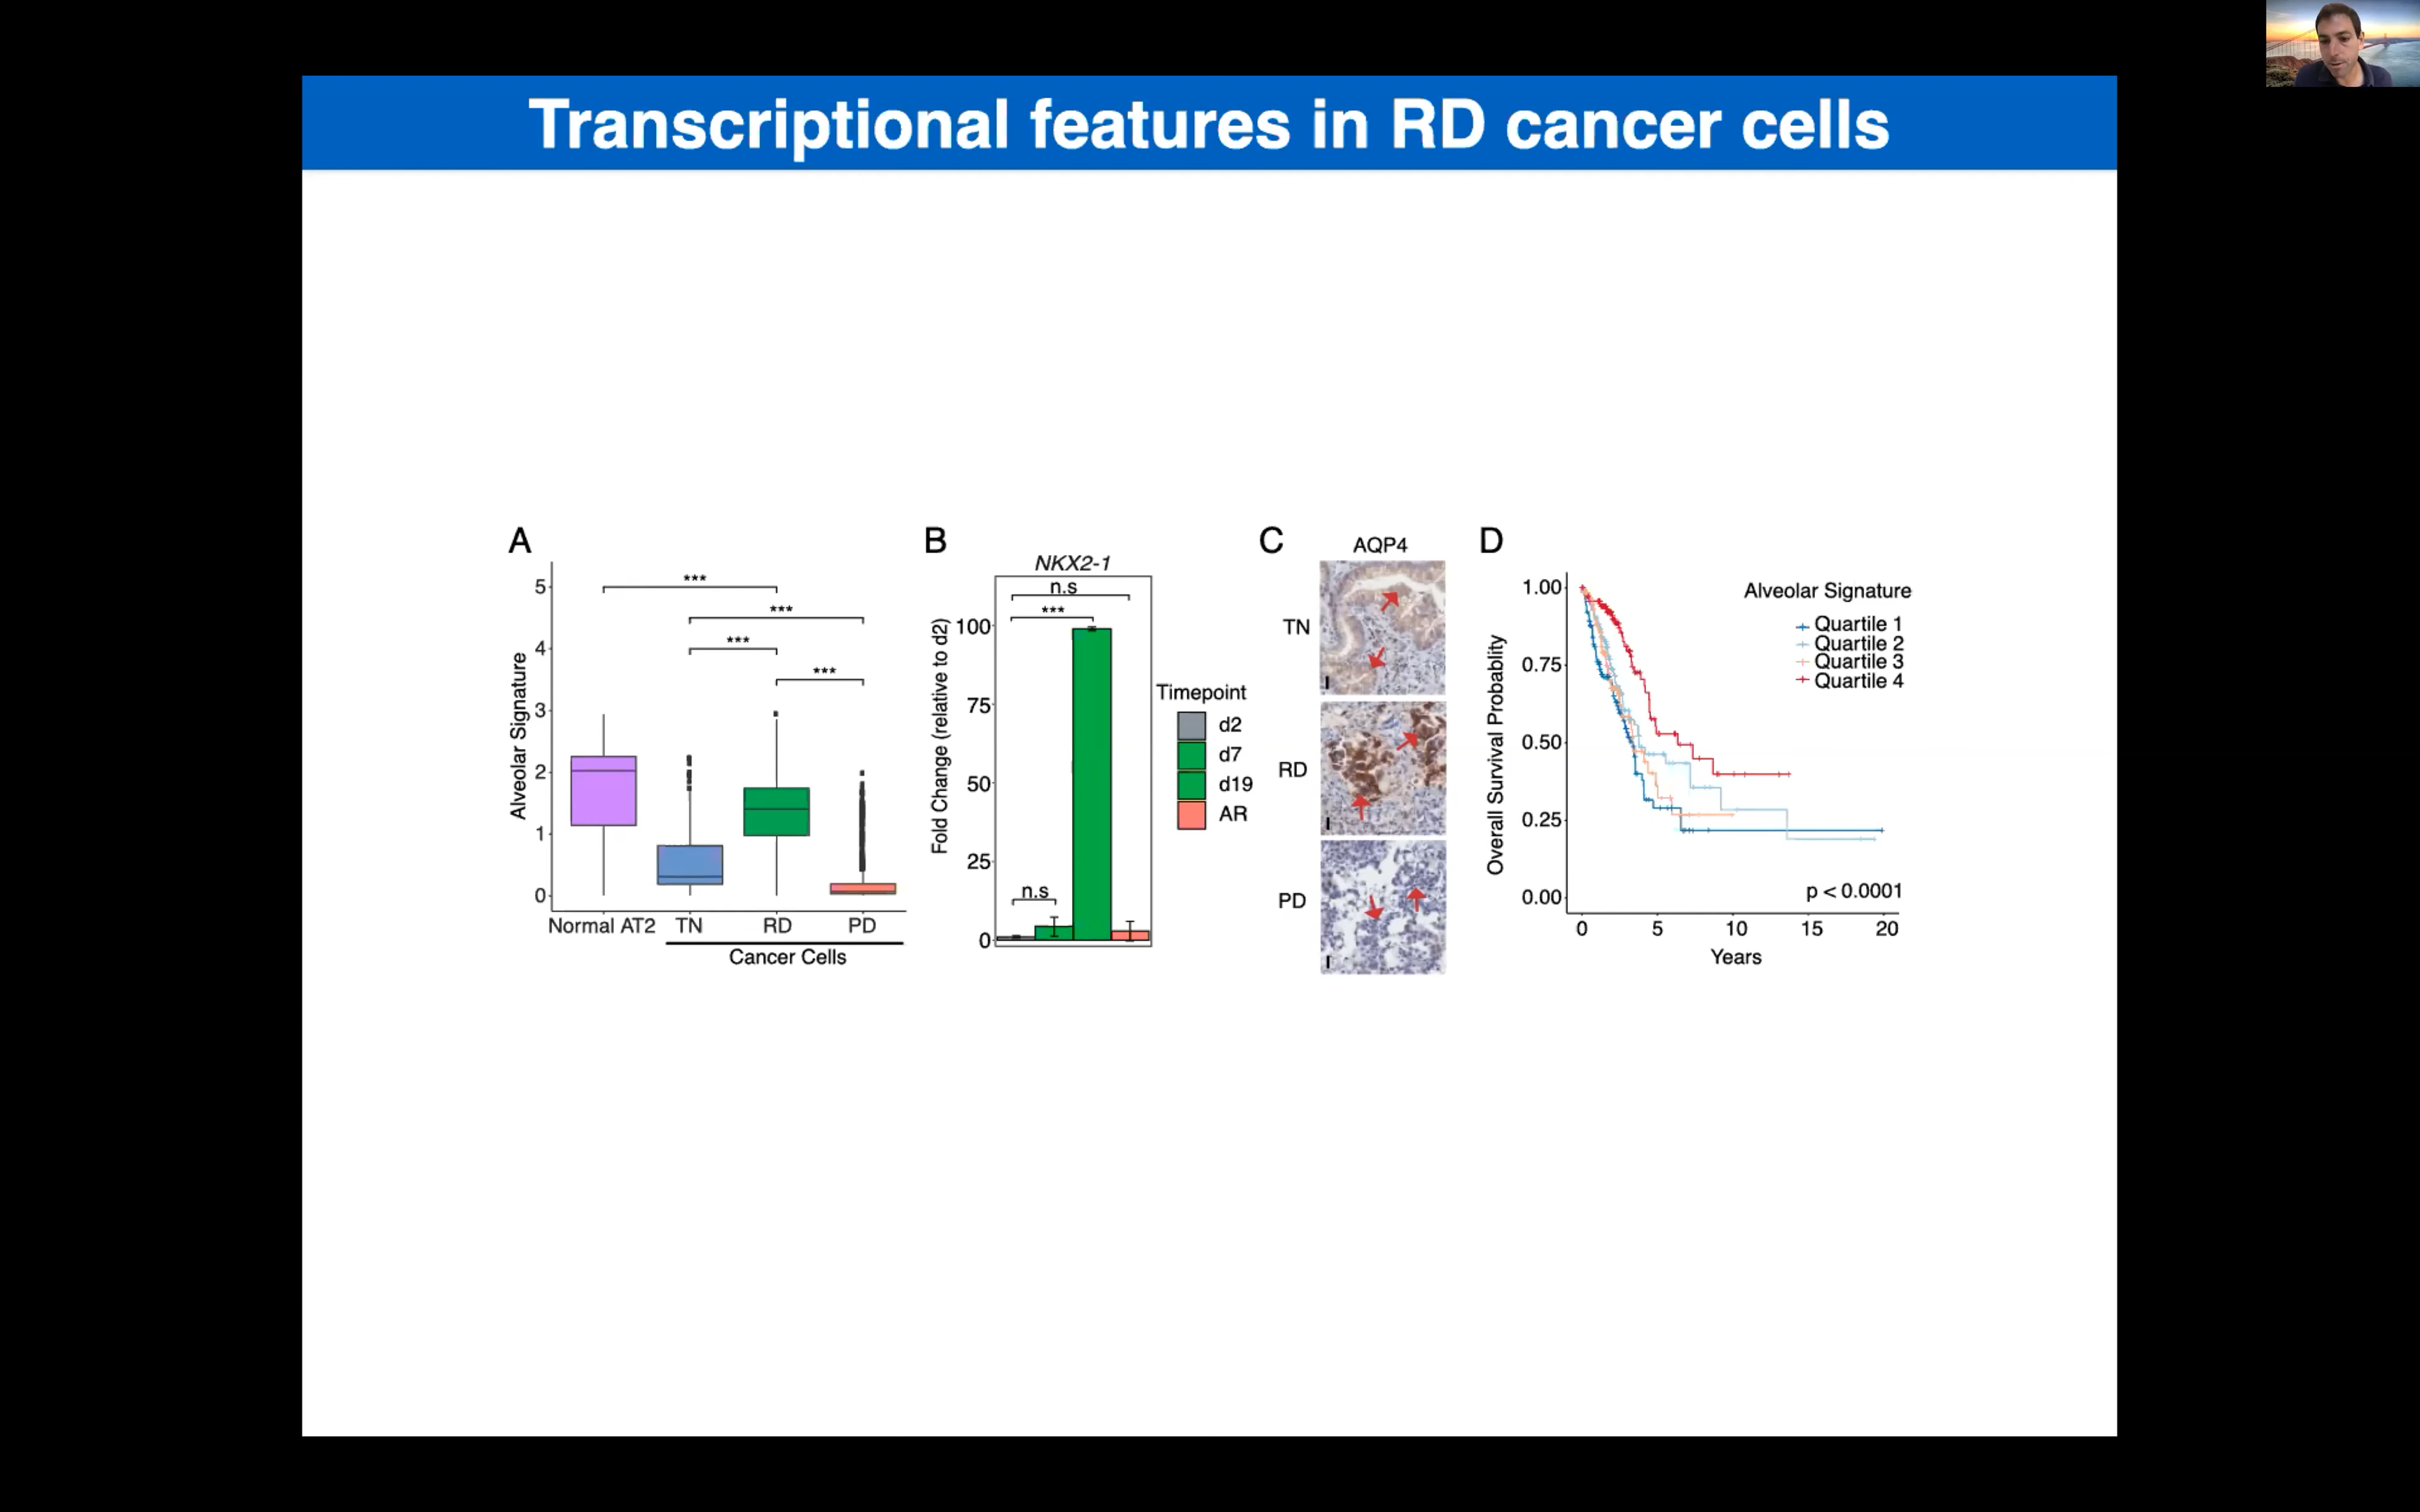 Transcriptional features in RD cancer cells
A
Alveolar Signature
5
4
3
2
1
0
***
***
***
***
Normal AT2 TN RD PD
Cancer Cells
B
NKX2-1
Fold Change (relative to d2)
100
75
50
25
0
n.s
***
n.s
Timepoint
d2
d7
d19
AR
C
AQP4
TN
RD
PD
D
Overall Survival Probablity
1.00
0.75
0.50
0.25
0.00
Alveolar Signature
Quartile 1
Quartile 2
Quartile 3
Quartile 4
p < 0.0001
0 5 10 15 20
Years